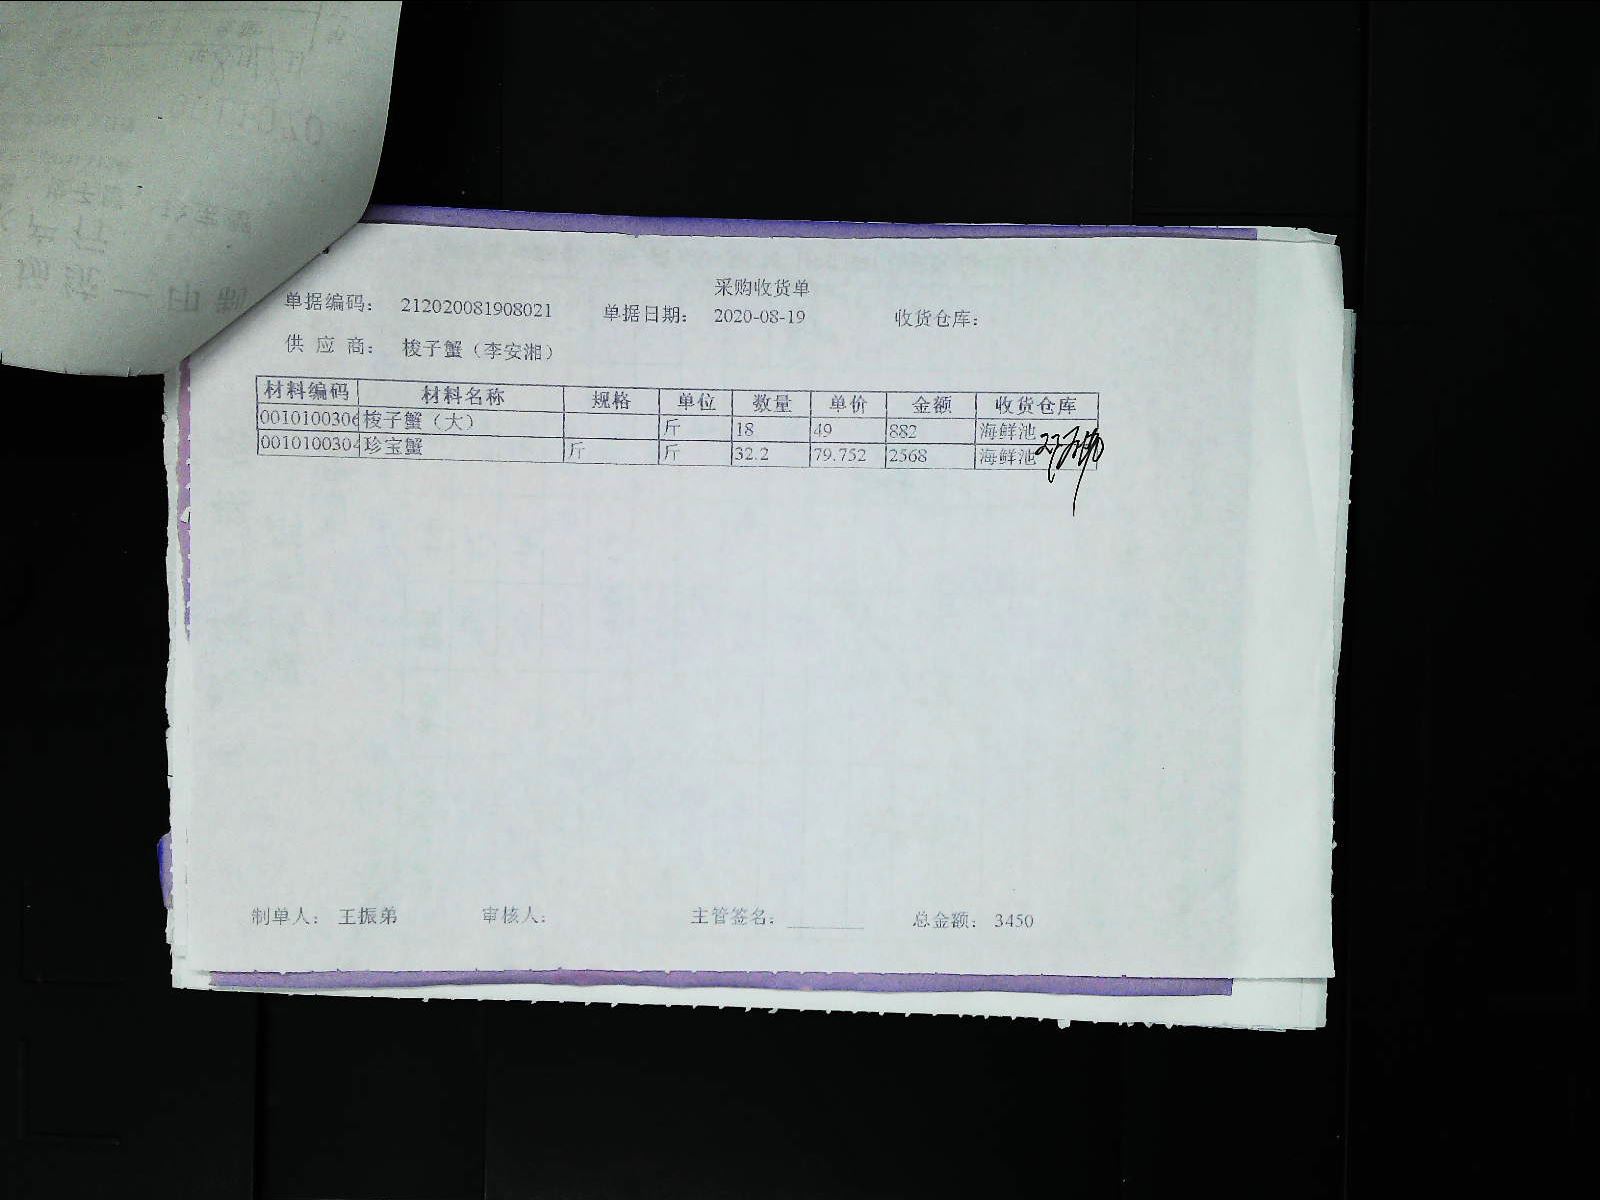 采购收货单
单据编码： 212020081908021 单据日期： 2020-08-19 收货仓库：
供 应 商： 梭子蟹（李安湘）
材料编码 材料名称 规格 单位 数量 单价 金额 收货仓库
0010100306 梭子蟹（大） 斤 18 49 882 海鲜池
0010100304 珍宝蟹 斤 斤 32.2 79.752 2568 海鲜池
制单人： 王振弟 审核人： 主管签名： 总金额： 3450